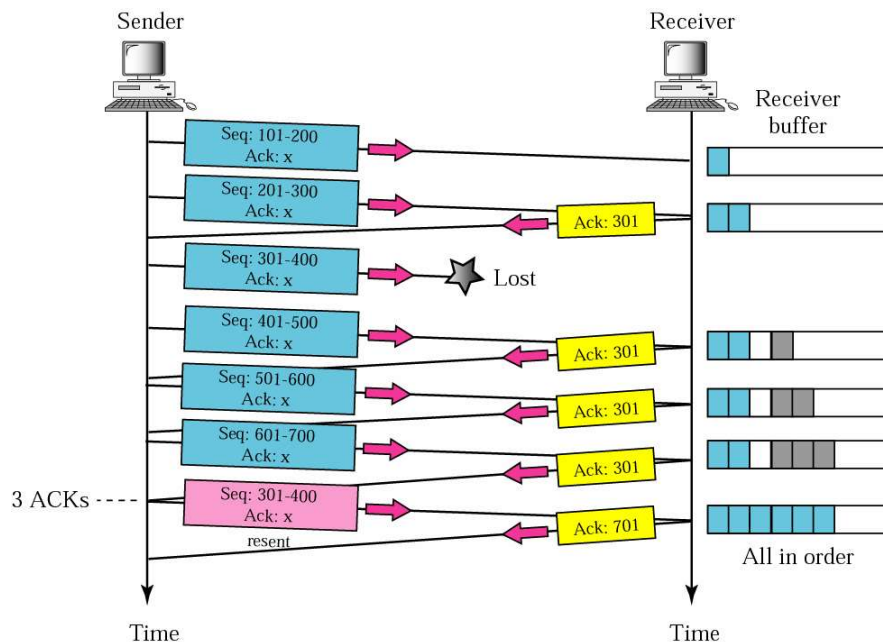 Sender
Receiver
Receiver
buffer
Seq: 101-200
Ack: x
Seq: 201-300
Ack: x
Ack: 301
Seq: 301-400
Ack: x
Lost
Seq: 401-500
Ack: x
Ack: 301
Seq: 501-600
Ack: x
Ack: 301
Seq: 601-700
Ack: x
Ack: 301
3 ACKs
Seq: 301-400
Ack: x
resent
Ack: 701
All in order
Time
Time